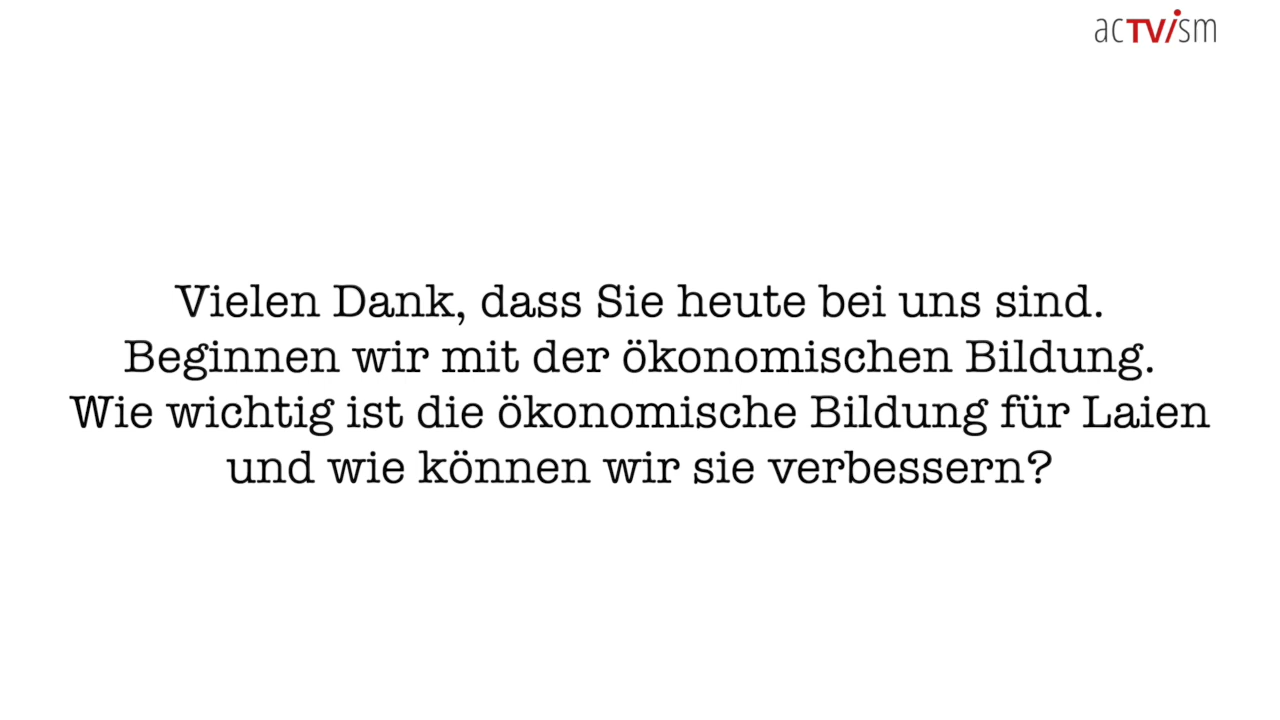 acTVism
Vielen Dank, dass Sie heute bei uns sind.
Beginnen wir mit der ökonomischen Bildung.
Wie wichtig ist die ökonomische Bildung für Laien
und wie können wir sie verbessern?